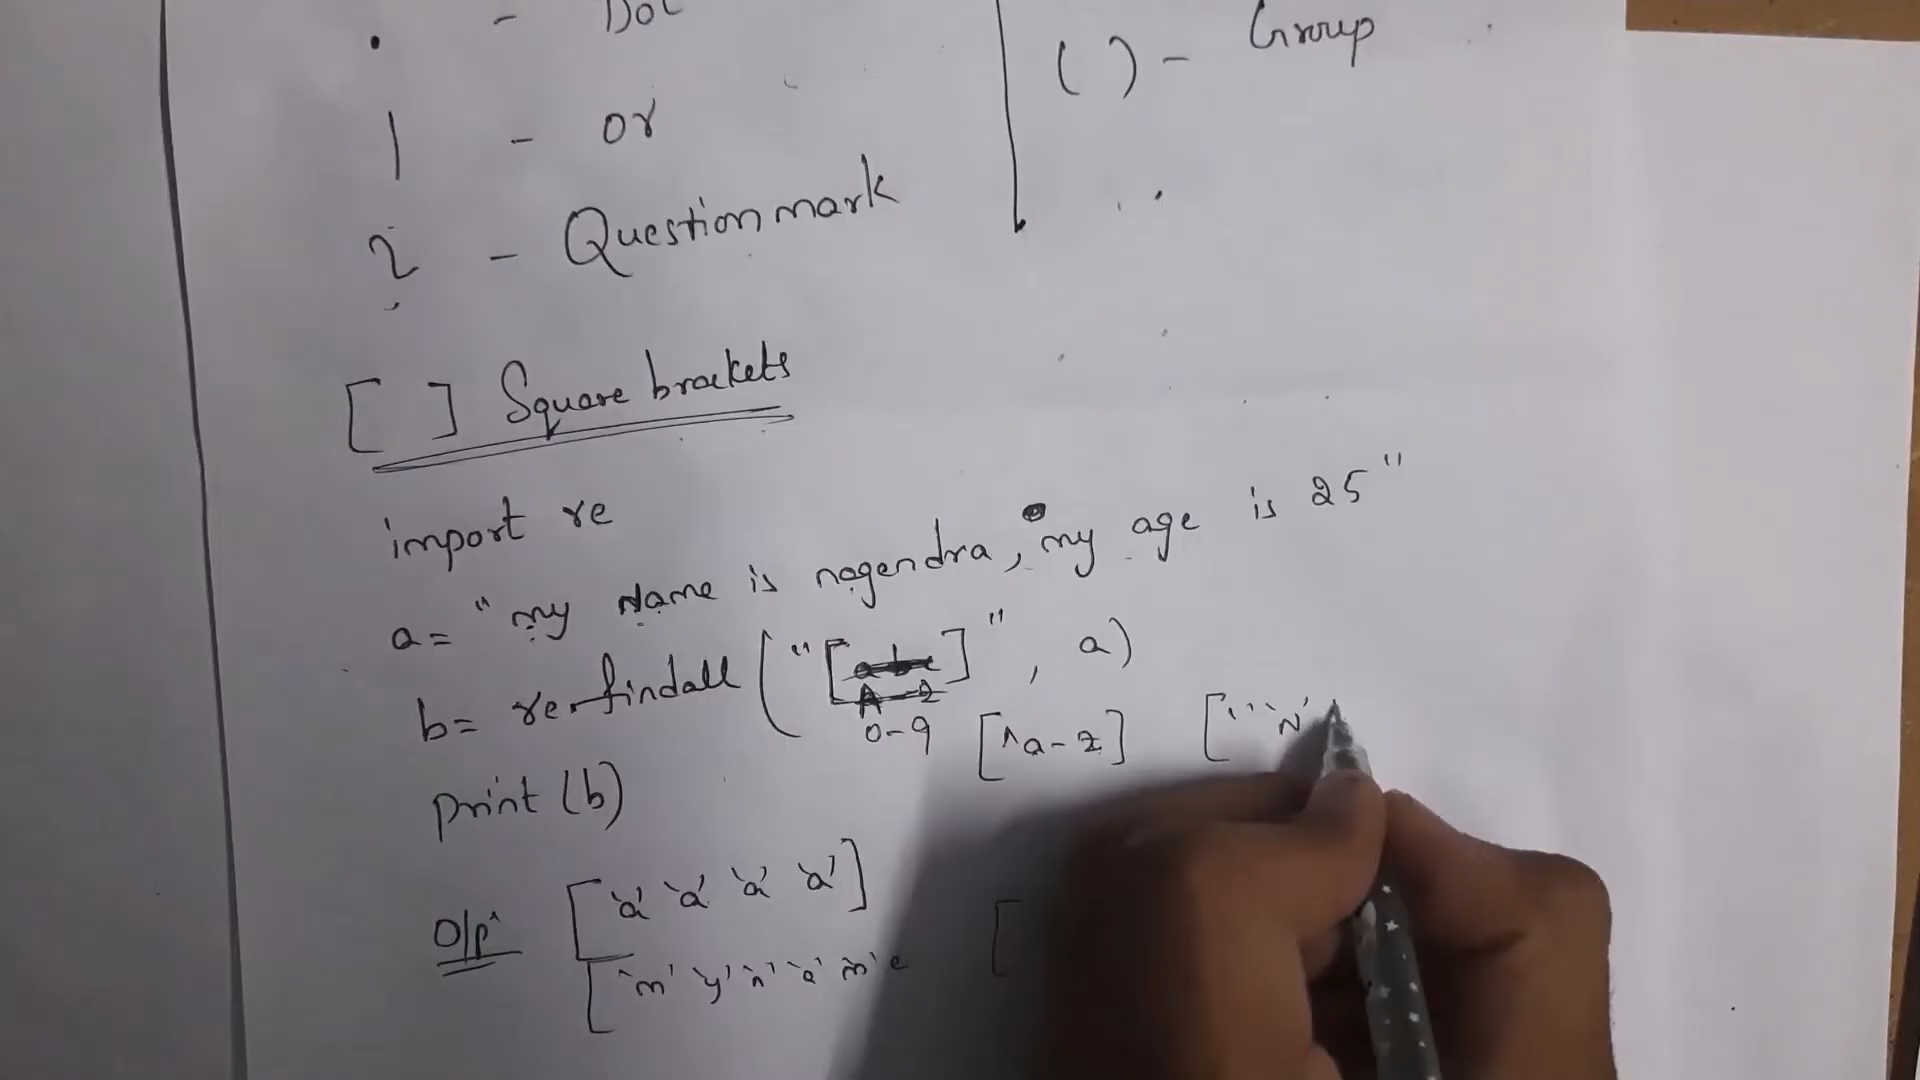 . - Dot
| - or
? - Question mark
( ) - Group
[ ] Square brackets
import re
a = " my Name is nagendra, my age is 25 "
b = re.findall ( " [abc] " , a)
A-Z
0-9 [^a-z] [' ' 'N'
print (b)
O/p [ 'a' 'a' 'a' 'a' ]
[ 'm' 'y' 'n' 'a' 'm' e
[